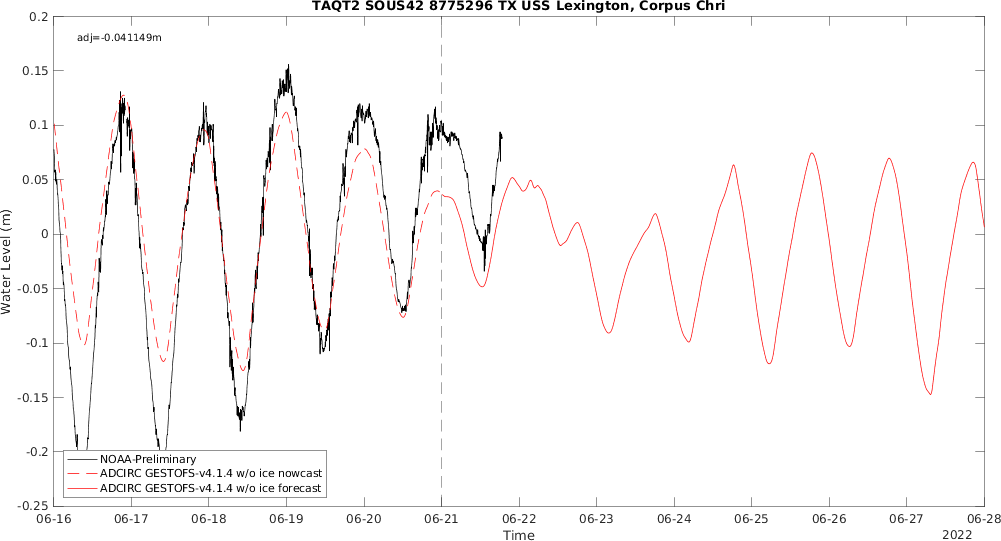 TAQT2 SOUS42 8775296 TX USS Lexington, Corpus Chri
adj=-0.041149m
0.2
0.15
0.1
0.05
0
-0.05
-0.1
-0.15
-0.2
-0.25
Water Level (m)
NOAA-Preliminary
ADCIRC GESTOFS-v4.1.4 w/o ice nowcast
ADCIRC GESTOFS-v4.1.4 w/o ice forecast
06-16 06-17 06-18 06-19 06-20 06-21 06-22 06-23 06-24 06-25 06-26 06-27 06-28
Time
2022